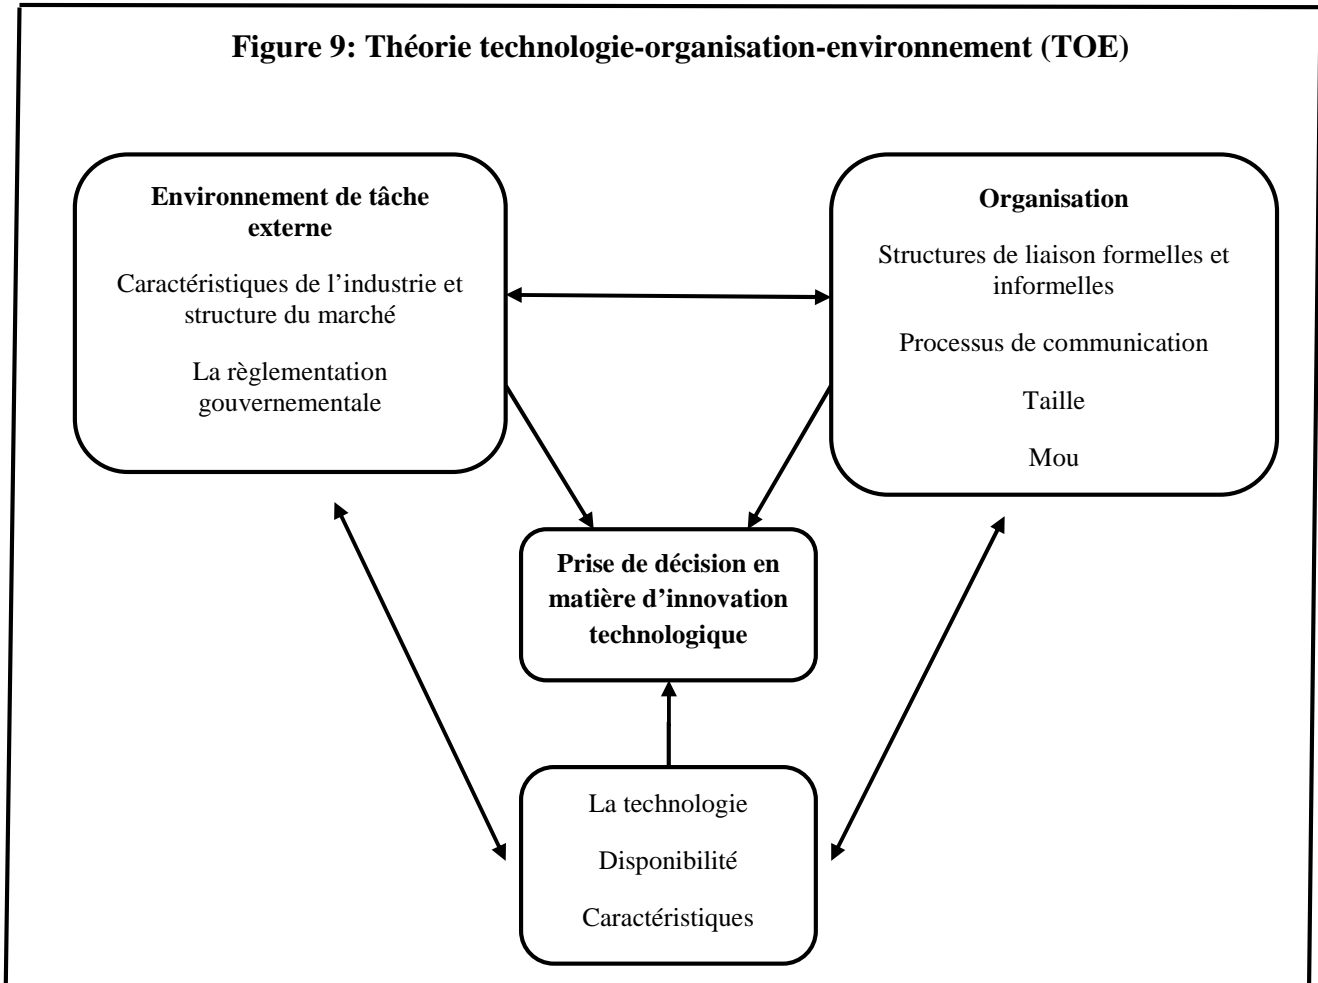 Figure 9: Théorie technologie-organisation-environnement (TOE)
Environnement de tâche
externe
Caractéristiques de l’industrie et
structure du marché
La règlementation
gouvernementale
Organisation
Structures de liaison formelles et
informelles
Processus de communication
Taille
Mou
Prise de décision en
matière d’innovation
technologique
La technologie
Disponibilité
Caractéristiques